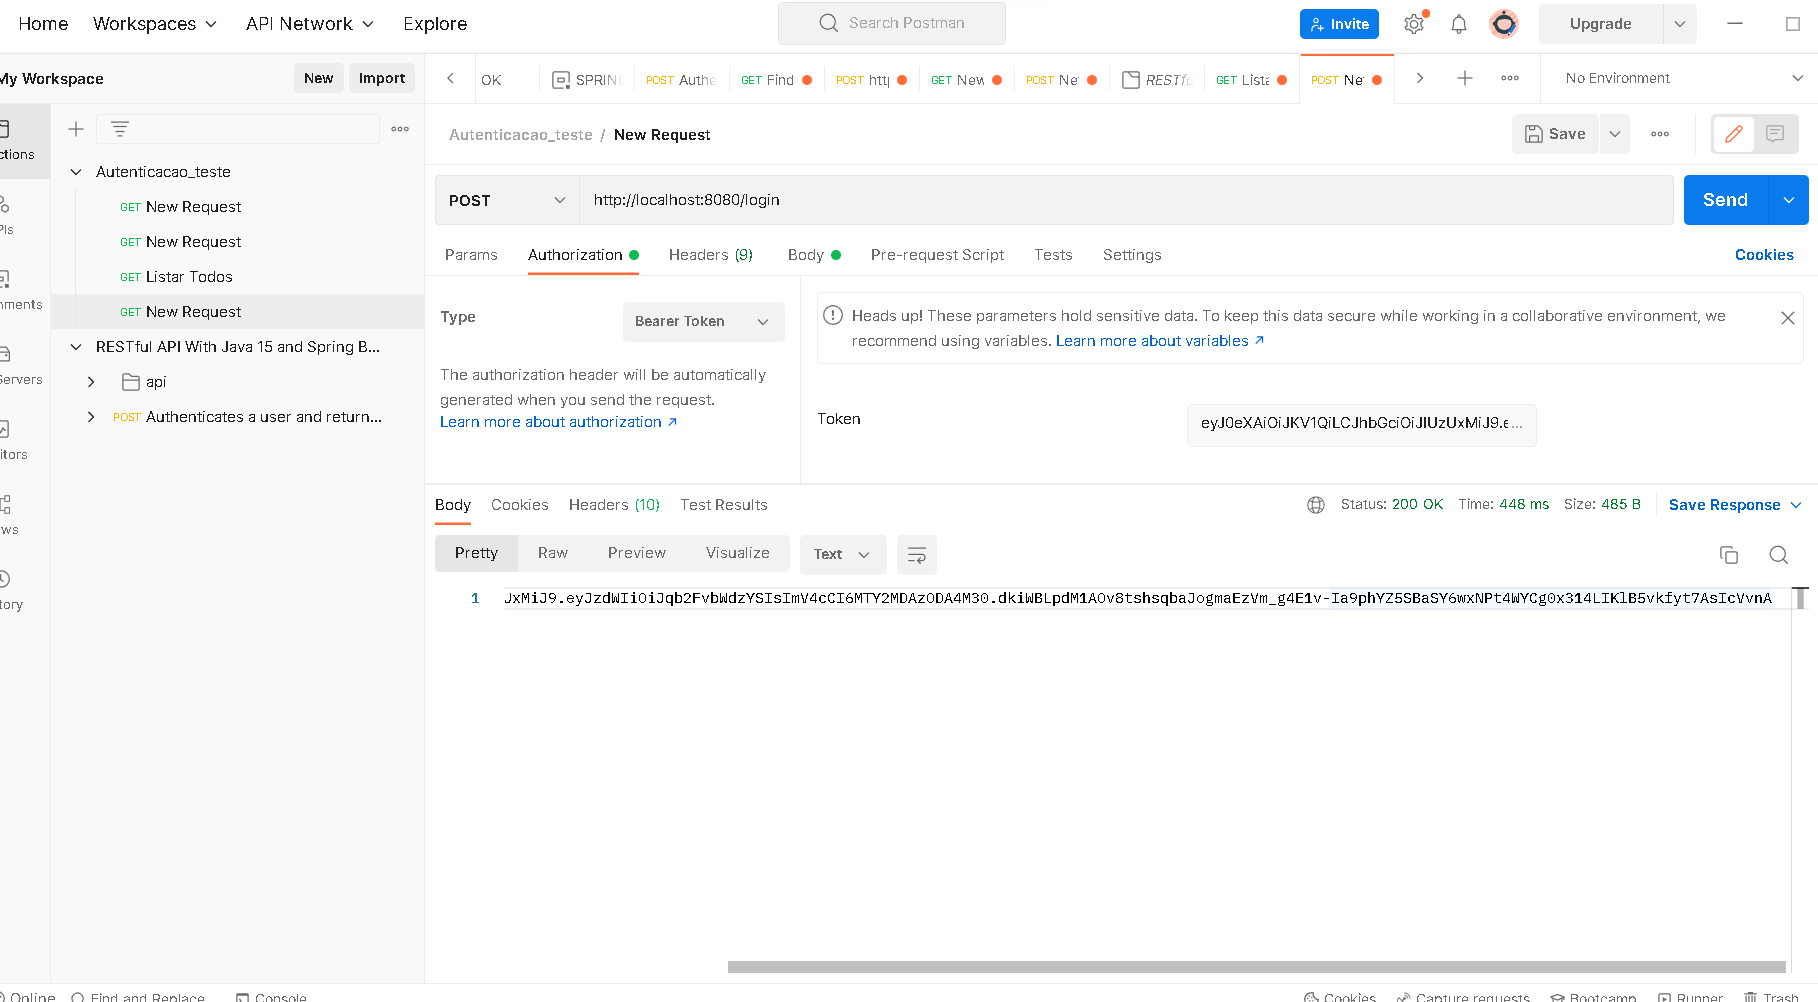 Home Workspaces API Network Explore Search Postman Invite Upgrade
My Workspace New Import OK SPRIN POST Authe GET Find POST htt GET New POST Ne RESTfu GET Lista POST Ne No Environment
Autenticacao_teste / New Request Save
ctions
Autenticacao_teste
GET New Request
POST http://localhost:8080/login Send
PIs
GET New Request
Params Authorization Headers (9) Body Pre-request Script Tests Settings Cookies
GET Listar Todos
nments
GET New Request
Type Bearer Token
Heads up! These parameters hold sensitive data. To keep this data secure while working in a collaborative environment, we
recommend using variables. Learn more about variables ↗
RESTful API With Java 15 and Spring B...
Servers
api
The authorization header will be automatically
generated when you send the request.
Learn more about authorization ↗
POST Authenticates a user and return...
Token eyJ0eXAiOiJKV1QiLCJhbGciOiJIUzUxMiJ9.e...
itors
Body Cookies Headers (10) Test Results Status: 200 OK Time: 448 ms Size: 485 B Save Response
ws
Pretty Raw Preview Visualize Text
1 JxMiJ9.eyJzdWIiOiJqb2FvbWdzYSIsImV4cCI6MTY2MDAzODA4M30.dkiWBLpdM1AOv8tshsqbaJogmaEzVm_g4E1v-Ia9phYZ5SBaSY6wxNPt4WYCg0x314LIKlB5vkfyt7AsIcVvnA
tory
Online Find and Replace Console Cookies Capture requests Bootcamp Runner Trash